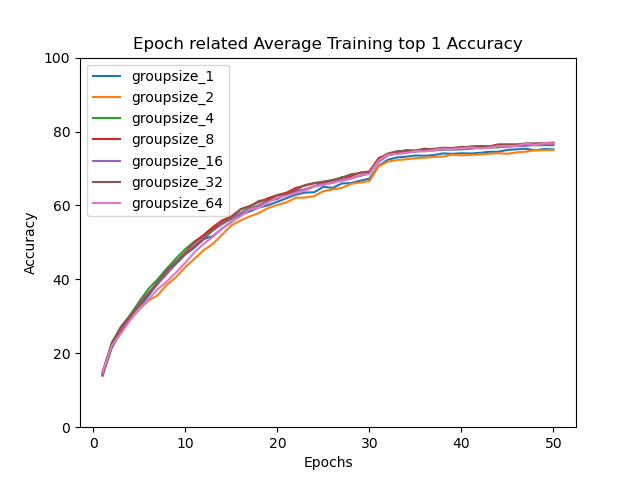 Epoch related Average Training top 1 Accuracy
groupsize_1
groupsize_2
groupsize_4
groupsize_8
groupsize_16
groupsize_32
groupsize_64
100
80
60
40
20
0
Accuracy
0 10 20 30 40 50
Epochs